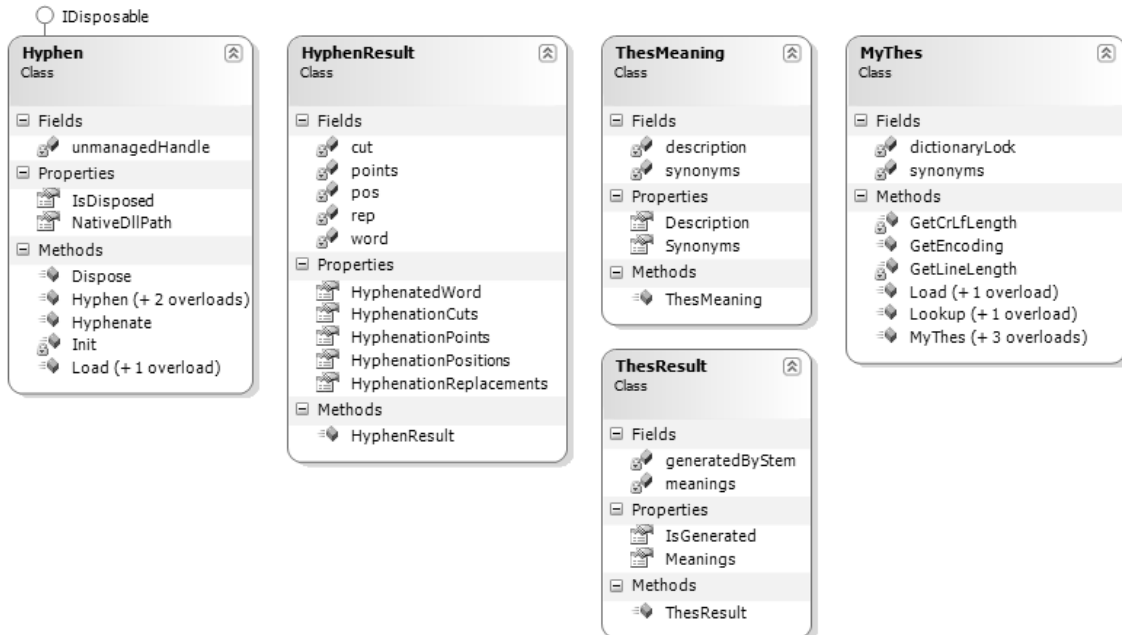 IDisposable
Hyphen
Class
Fields
unmanagedHandle
Properties
IsDisposed
NativeDllPath
Methods
Dispose
Hyphen (+ 2 overloads)
Hyphenate
Init
Load (+ 1 overload)
HyphenResult
Class
Fields
cut
points
pos
rep
word
Properties
HyphenatedWord
HyphenationCuts
HyphenationPoints
HyphenationPositions
HyphenationReplacements
Methods
HyphenResult
ThesMeaning
Class
Fields
description
synonyms
Properties
Description
Synonyms
Methods
ThesMeaning
ThesResult
Class
Fields
generatedByStem
meanings
Properties
IsGenerated
Meanings
Methods
ThesResult
MyThes
Class
Fields
dictionaryLock
synonyms
Methods
GetCrLfLength
GetEncoding
GetLineLength
Load (+ 1 overload)
Lookup (+ 1 overload)
MyThes (+ 3 overloads)